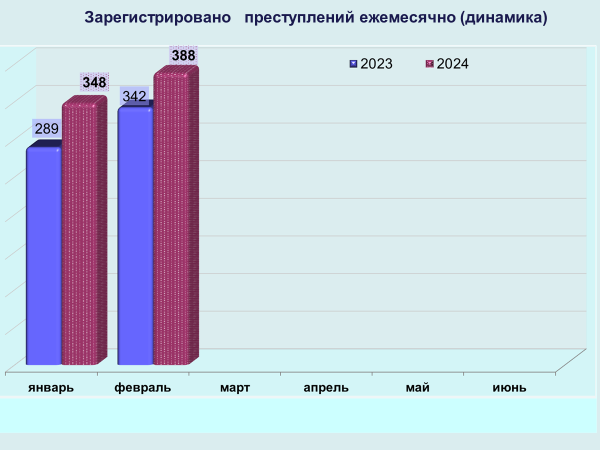 Зарегистрировано преступлений ежемесячно (динамика)
2023 2024
388
348
342
289
январь февраль март апрель май июнь